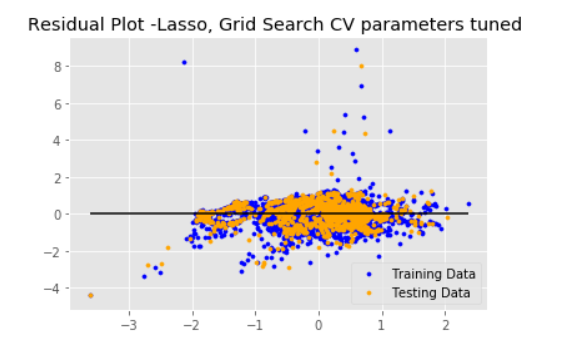 Residual Plot -Lasso, Grid Search CV parameters tuned
8
6
4
2
0
−2
−4
Training Data
Testing Data
−3 −2 −1 0 1 2